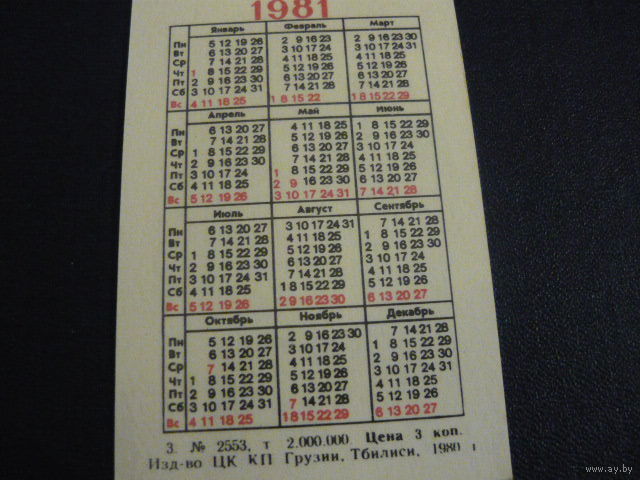 1981
Январь Февраль Март
Пн 5 12 19 26 2 9 16 23 2 9 16 23 30
Вт 6 13 20 27 3 10 17 24 3 10 17 24 31
Ср 7 14 21 28 4 11 18 25 4 11 18 25
Чт 1 8 15 22 29 5 12 19 26 5 12 19 26
Пт 2 9 16 23 30 6 13 20 27 6 13 20 27
Сб 3 10 17 24 31 7 14 21 28 7 14 21 28
Вс 4 11 18 25 1 8 15 22 1 8 15 22 29
Апрель Май Июнь
Пн 6 13 20 27 4 11 18 25 1 8 15 22 29
Вт 7 14 21 28 5 12 19 26 2 9 16 23 30
Ср 1 8 15 22 29 6 13 20 27 3 10 17 24
Чт 2 9 16 23 30 7 14 21 28 4 11 18 25
Пт 3 10 17 24 1 8 15 22 29 5 12 19 26
Сб 4 11 18 25 2 9 16 23 30 6 13 20 27
Вс 5 12 19 26 3 10 17 24 31 7 14 21 28
Июль Август Сентябрь
Пн 6 13 20 27 3 10 17 24 31 7 14 21 28
Вт 7 14 21 28 4 11 18 25 1 8 15 22 29
Ср 1 8 15 22 29 5 12 19 26 2 9 16 23 30
Чт 2 9 16 23 30 6 13 20 27 3 10 17 24
Пт 3 10 17 24 31 7 14 21 28 4 11 18 25
Сб 4 11 18 25 1 8 15 22 29 5 12 19 26
Вс 5 12 19 26 2 9 16 23 30 6 13 20 27
Октябрь Ноябрь Декабрь
Пн 5 12 19 26 2 9 16 23 30 7 14 21 28
Вт 6 13 20 27 3 10 17 24 1 8 15 22 29
Ср 7 14 21 28 4 11 18 25 2 9 16 23 30
Чт 1 8 15 22 29 5 12 19 26 3 10 17 24 31
Пт 2 9 16 23 30 6 13 20 27 4 11 18 25
Сб 3 10 17 24 31 7 14 21 28 5 12 19 26
Вс 4 11 18 25 1 8 15 22 29 6 13 20 27
3. № 2553, т 2.000.000. Цена 3 коп.
Изд-во ЦК КП Грузии, Тбилиси, 1980 г
www.ay.by